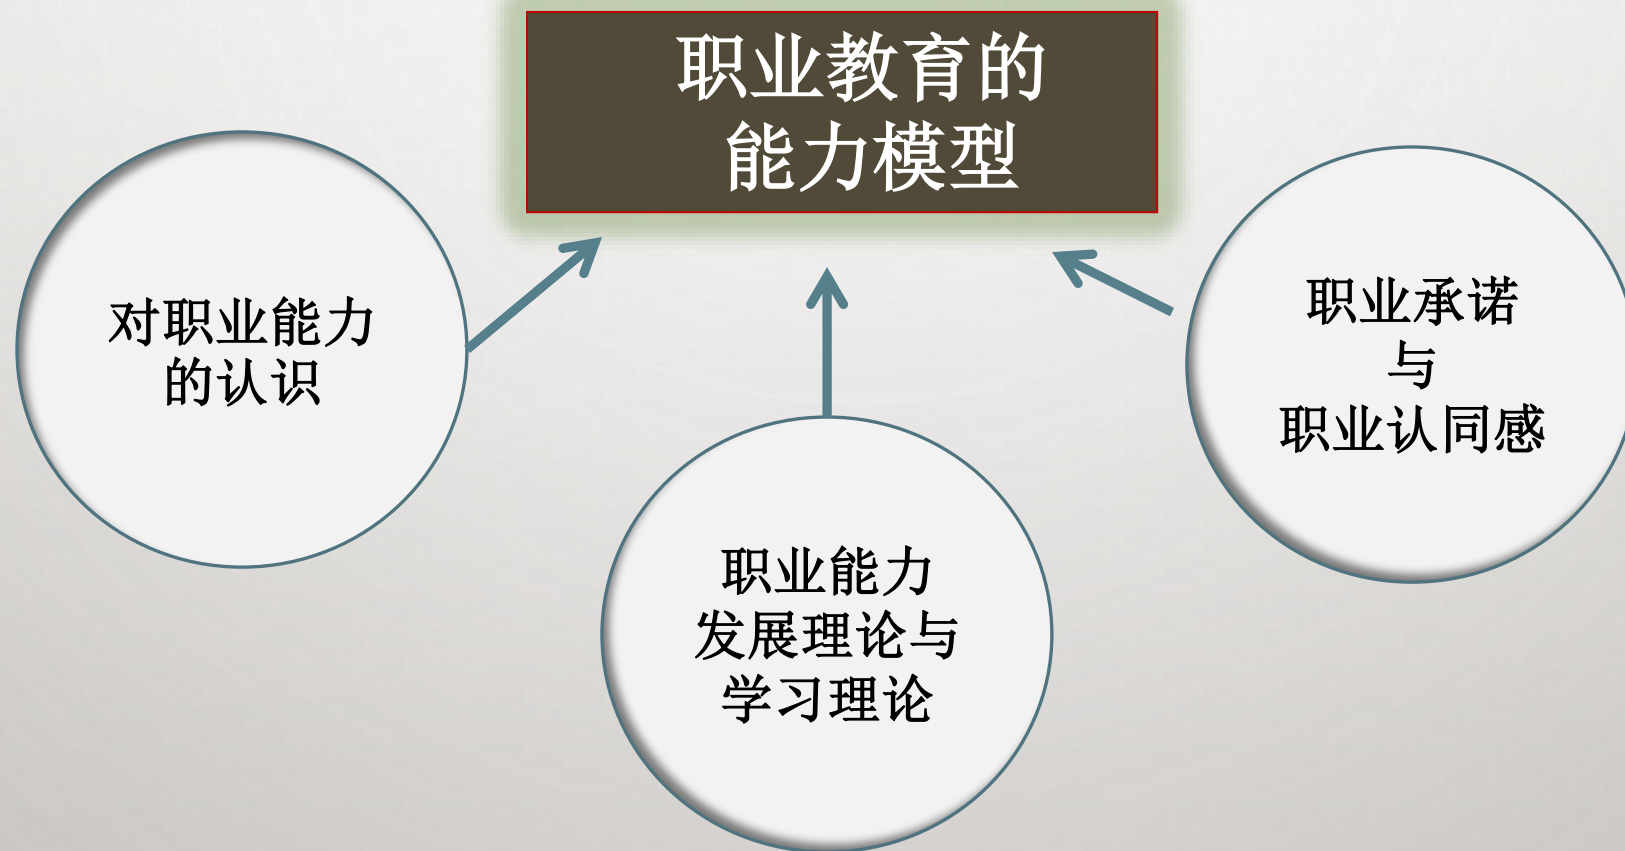 职业教育的
能力模型
对职业能力
的认识
职业能力
发展理论与
学习理论
职业承诺
与
职业认同感